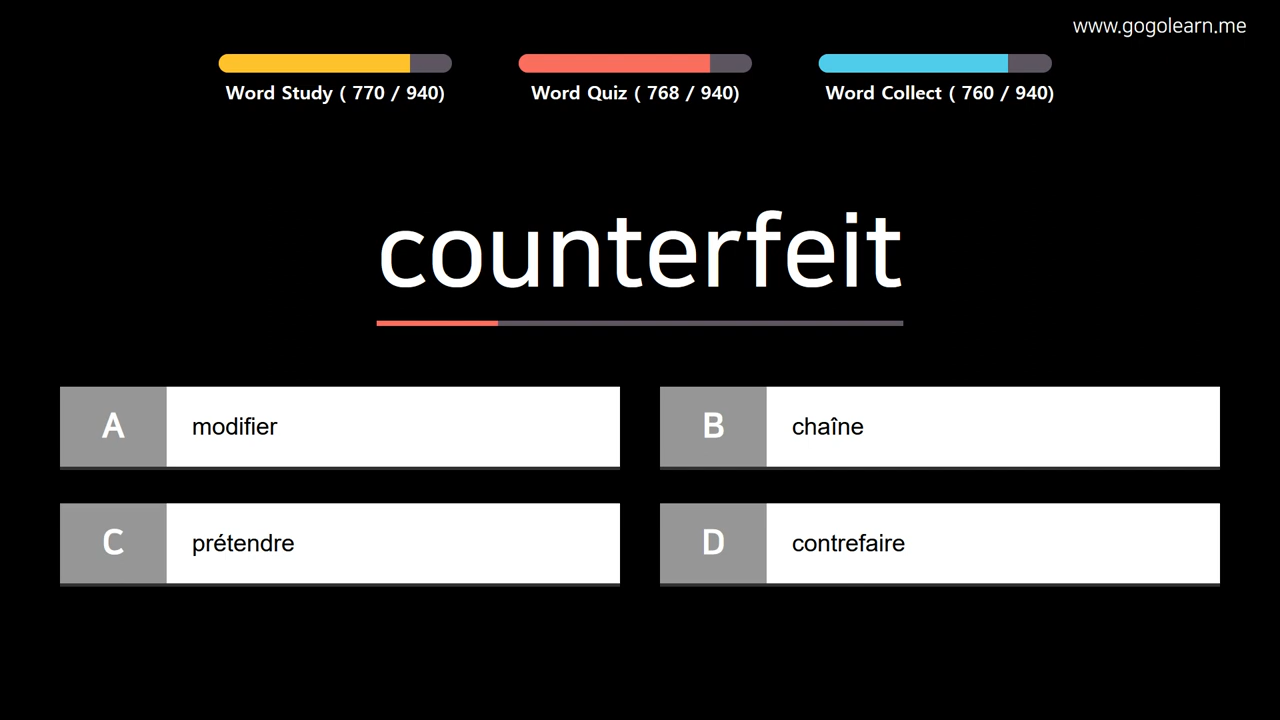 www.gogolearn.me
Word Study ( 770 / 940)
Word Quiz ( 768 / 940)
Word Collect ( 760 / 940)
counterfeit
A modifier
B chaîne
C prétendre
D contrefaire